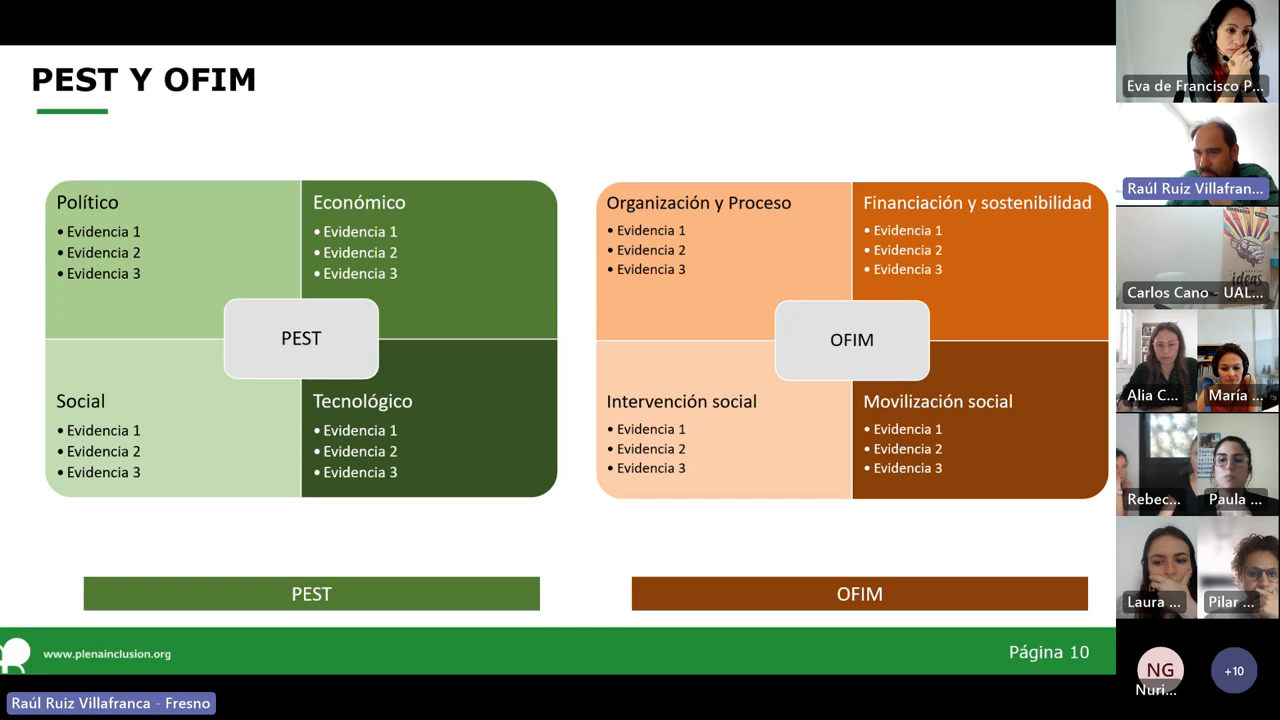 PEST Y OFIM
Político
• Evidencia 1
• Evidencia 2
• Evidencia 3
Económico
• Evidencia 1
• Evidencia 2
• Evidencia 3
PEST
Social
• Evidencia 1
• Evidencia 2
• Evidencia 3
Tecnológico
• Evidencia 1
• Evidencia 2
• Evidencia 3
Organización y Proceso
• Evidencia 1
• Evidencia 2
• Evidencia 3
Financiación y sostenibilidad
• Evidencia 1
• Evidencia 2
• Evidencia 3
OFIM
Intervención social
• Evidencia 1
• Evidencia 2
• Evidencia 3
Movilización social
• Evidencia 1
• Evidencia 2
• Evidencia 3
PEST
OFIM
www.plenainclusion.org
Página 10
Raúl Ruiz Villafranca - Fresno
Eva de Francisco P...
Raúl Ruiz Villafran...
ideas
Carlos Cano - UAL...
Alia C...
María ...
Rebec...
Paula ...
Laura ...
Pilar ...
NG
Nuri...
+10